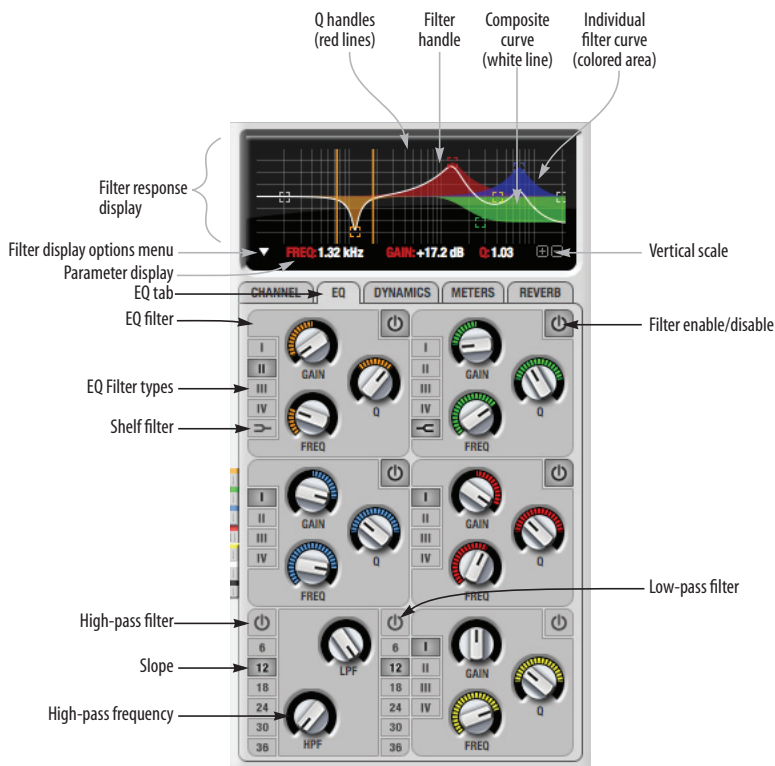 Q handles
(red lines)
Filter
handle
Composite
curve
(white line)
Individual
filter curve
(colored area)
Filter response
display
Filter display options menu
FREQ: 1.32 kHz GAIN: +17.2 dB Q: 1.03
Vertical scale
Parameter display
EQ tab
CHANNEL EQ DYNAMICS METERS REVERB
EQ filter
Filter enable/disable
I
II
III
IV
GAIN
Q
FREQ
I
II
III
IV
GAIN
Q
FREQ
EQ Filter types
Shelf filter
I
II
III
IV
GAIN
Q
FREQ
I
II
III
IV
GAIN
Q
FREQ
Low-pass filter
High-pass filter
Slope
High-pass frequency
6
12
18
24
30
36
LPF
HPF
6
12
18
24
30
36
I
II
III
IV
GAIN
Q
FREQ